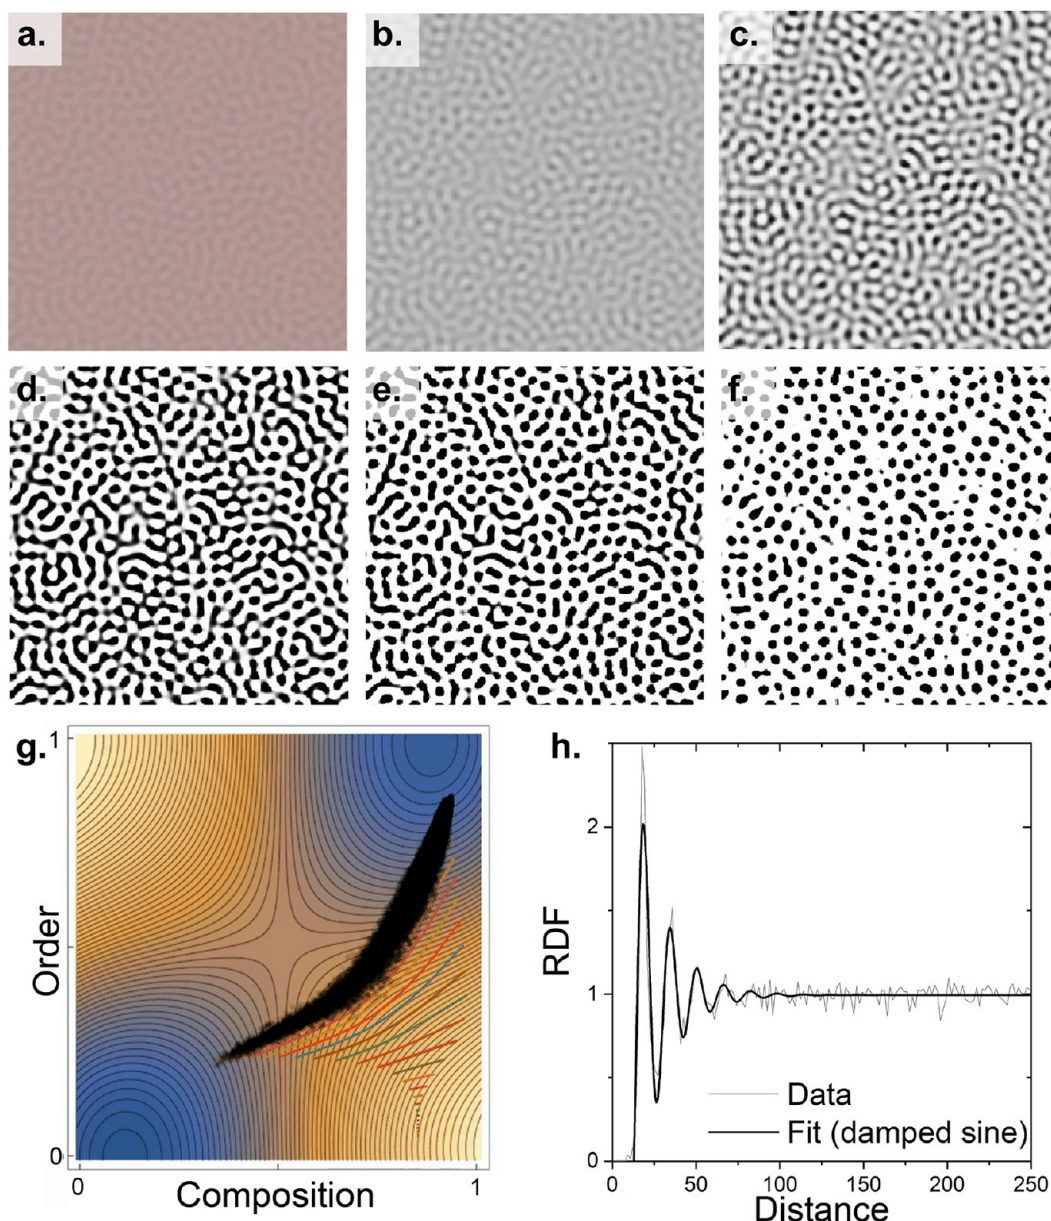 a.
b.
c.
d.
e.
f.
g.
1
Order
0
0
Composition
1
h.
2
RDF
1
Data
Fit (damped sine)
0
0
50
100
150
200
250
Distance